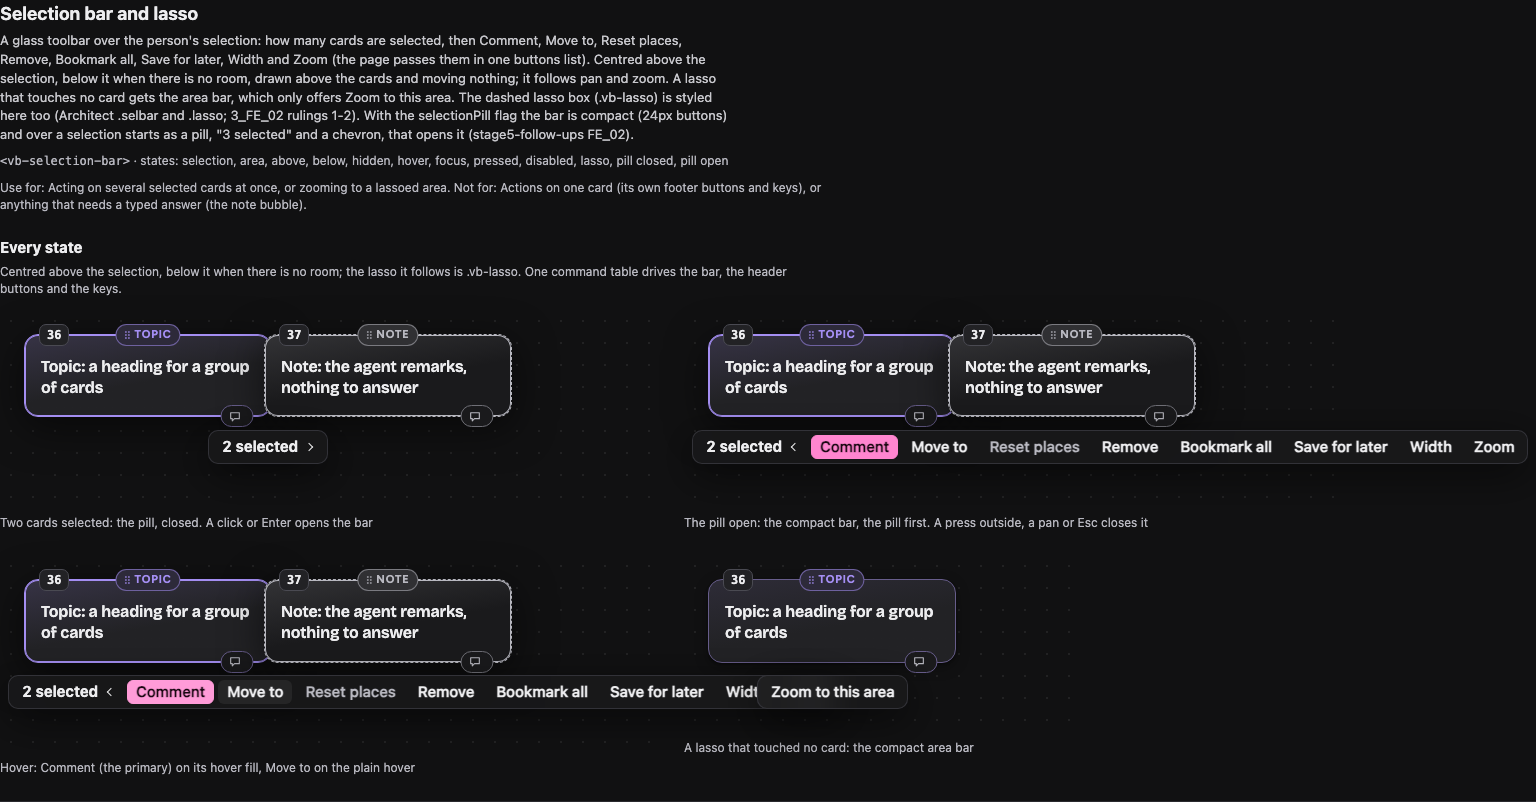 Selection bar and lasso
A glass toolbar over the person's selection: how many cards are selected, then Comment, Move to, Reset places,
Remove, Bookmark all, Save for later, Width and Zoom (the page passes them in one buttons list). Centred above the
selection, below it when there is no room, drawn above the cards and moving nothing; it follows pan and zoom. A lasso
that touches no card gets the area bar, which only offers Zoom to this area. The dashed lasso box (.vb-lasso) is styled
here too (Architect .selbar and .lasso; 3_FE_02 rulings 1-2). With the selectionPill flag the bar is compact (24px buttons)
and over a selection starts as a pill, "3 selected" and a chevron, that opens it (stage5-follow-ups FE_02).
<vb-selection-bar> · states: selection, area, above, below, hidden, hover, focus, pressed, disabled, lasso, pill closed, pill open
Use for: Acting on several selected cards at once, or zooming to a lassoed area. Not for: Actions on one card (its own footer buttons and keys), or
anything that needs a typed answer (the note bubble).
Every state
Centred above the selection, below it when there is no room; the lasso it follows is .vb-lasso. One command table drives the bar, the header
buttons and the keys.
36 TOPIC 37 NOTE
Topic: a heading for a group
of cards
Note: the agent remarks,
nothing to answer
2 selected >
Two cards selected: the pill, closed. A click or Enter opens the bar
36 TOPIC 37 NOTE
Topic: a heading for a group
of cards
Note: the agent remarks,
nothing to answer
2 selected < Comment Move to Reset places Remove Bookmark all Save for later Width Zoom
The pill open: the compact bar, the pill first. A press outside, a pan or Esc closes it
36 TOPIC 37 NOTE
Topic: a heading for a group
of cards
Note: the agent remarks,
nothing to answer
2 selected < Comment Move to Reset places Remove Bookmark all Save for later
Hover: Comment (the primary) on its hover fill, Move to on the plain hover
36 TOPIC
Topic: a heading for a group
of cards
Zoom to this area
A lasso that touched no card: the compact area bar